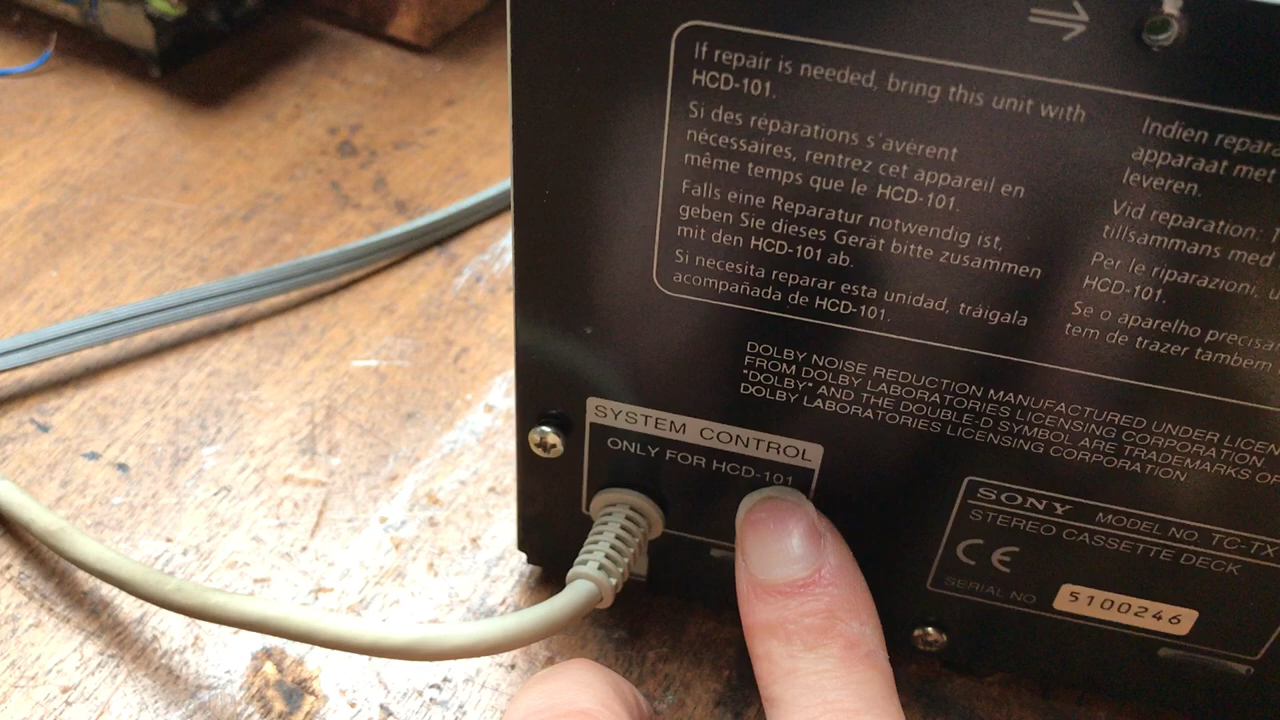 If repair is needed, bring this unit with
HCD-101.
Si des réparations s'avérent
nécessaires, rentrez cet appareil en
même temps que le HCD-101.
Falls eine Reparatur notwendig ist,
geben Sie dieses Gerät bitte zusammen
mit den HCD-101 ab.
Si necesita reparar esta unidad, tráigala
acompañada de HCD-101.
Indien repara
apparaat met
leveren.
Vid reparation: T
tillsammans med
Per le riparazioni, u
HCD-101.
Se o aparelho precisa
tem de trazer tambem
DOLBY NOISE REDUCTION MANUFACTURED UNDER LICEN
FROM DOLBY LABORATORIES LICENSING CORPORATION.
"DOLBY" AND THE DOUBLE-D SYMBOL ARE TRADEMARKS OF
DOLBY LABORATORIES LICENSING CORPORATION
SYSTEM CONTROL
ONLY FOR HCD-101
SONY MODEL NO. TC-TX
STEREO CASSETTE DECK
CE
SERIAL NO
5100246